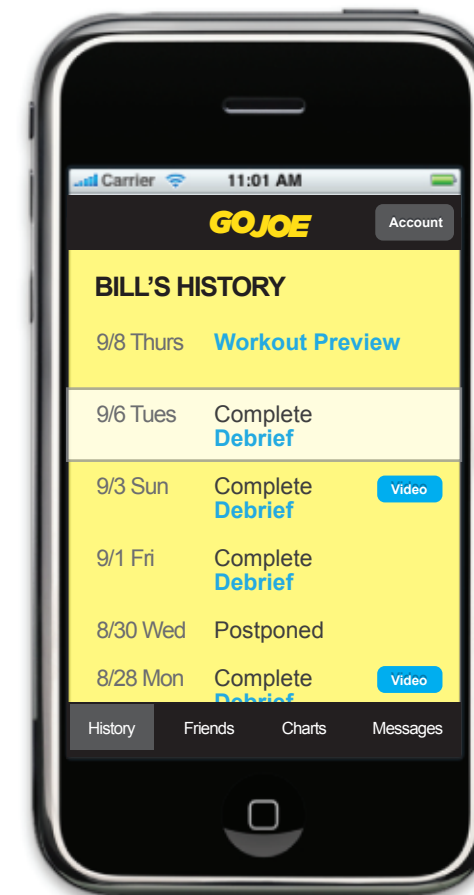 Carrier 11:01 AM
GOJOE Account
BILL'S HISTORY
9/8 Thurs Workout Preview
9/6 Tues Complete
Debrief
9/3 Sun Complete Video
Debrief
9/1 Fri Complete
Debrief
8/30 Wed Postponed
8/28 Mon Complete Video
Debrief
History Friends Charts Messages